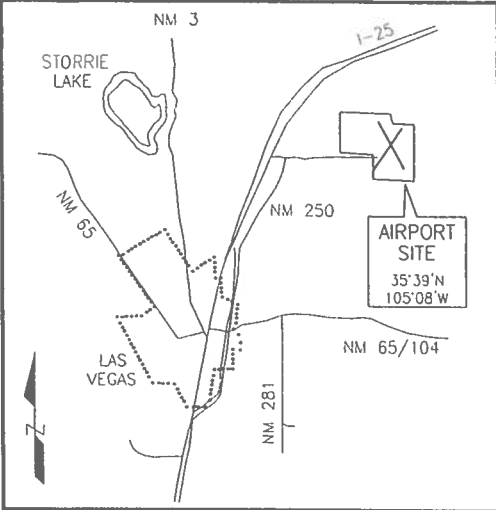 NM 3
I-25
STORRIE
LAKE
NM 65
NM 250
AIRPORT
SITE
35°39'N
105°08'W
NM 65/104
LAS
VEGAS
NM 281
N